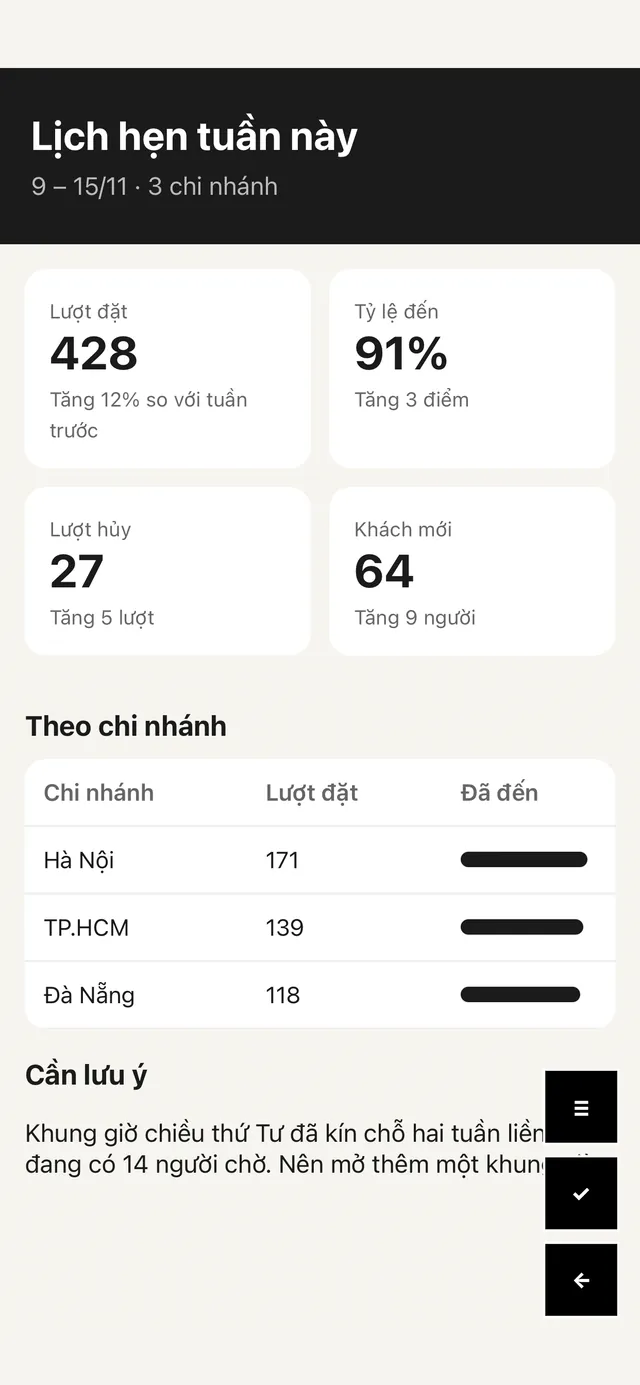 Lịch hẹn tuần này
9 – 15/11 · 3 chi nhánh
Lượt đặt
428
Tăng 12% so với tuần
trước
Tỷ lệ đến
91%
Tăng 3 điểm
Lượt hủy
27
Tăng 5 lượt
Khách mới
64
Tăng 9 người
Theo chi nhánh
Chi nhánh Lượt đặt Đã đến
Hà Nội 171
TP.HCM 139
Đà Nẵng 118
Cần lưu ý
Khung giờ chiều thứ Tư đã kín chỗ hai tuần liền
đang có 14 người chờ. Nên mở thêm một khung